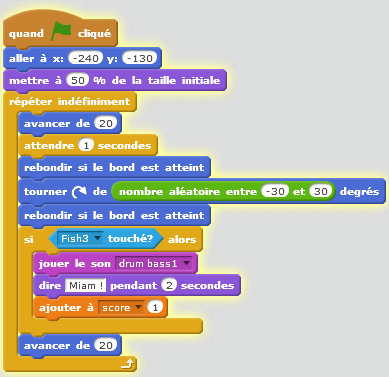 quand cliqué
aller à x: -240 y: -130
mettre à 50 % de la taille initiale
répéter indéfiniment
avancer de 20
attendre 1 secondes
rebondir si le bord est atteint
tourner de nombre aléatoire entre -30 et 30 degrés
rebondir si le bord est atteint
si Fish3 touché? alors
jouer le son drum bass1
dire Miam ! pendant 2 secondes
ajouter à score 1
avancer de 20